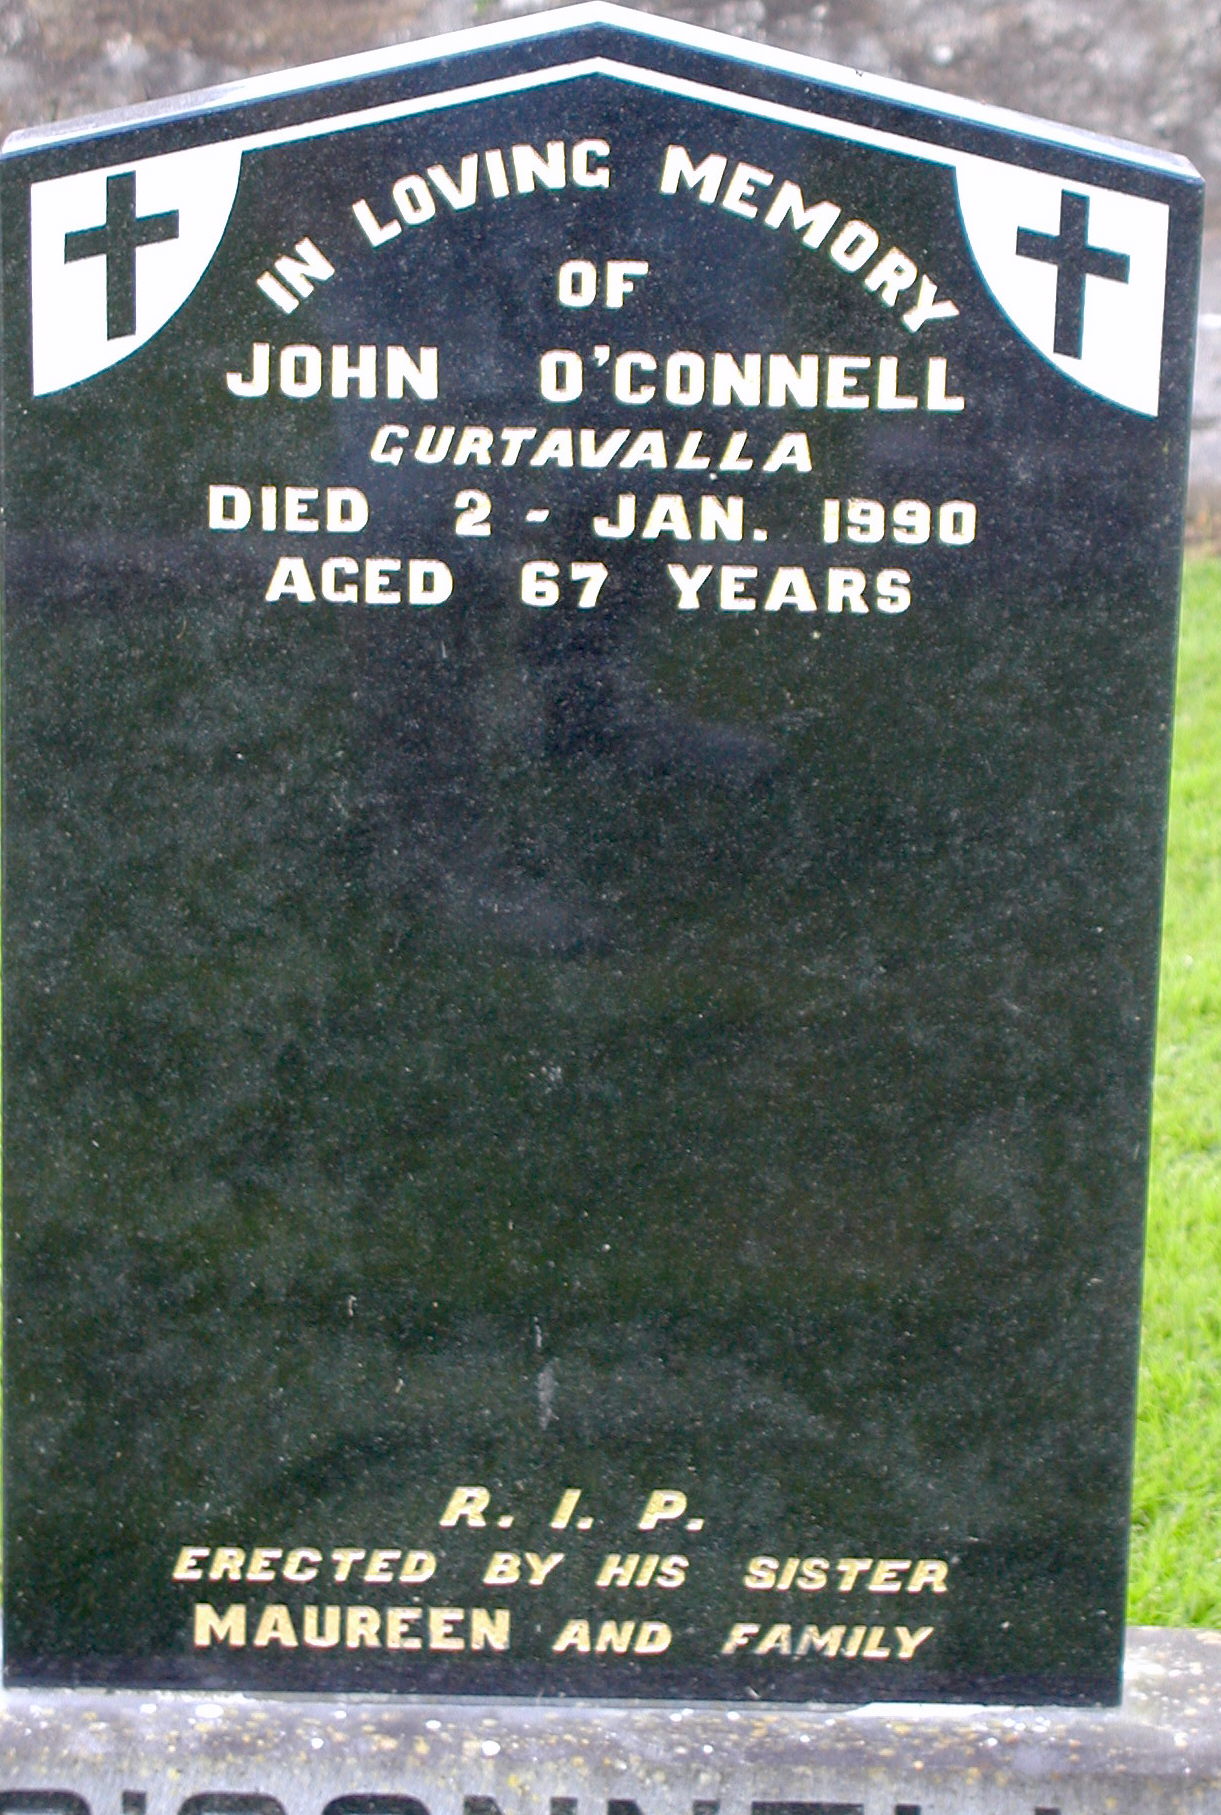 IN LOVING MEMORY
OF
JOHN O'CONNELL
GURTAVALLA
DIED 2 - JAN. 1990
AGED 67 YEARS
R. I. P.
ERECTED BY HIS SISTER
MAUREEN AND FAMILY
O'CONNELL